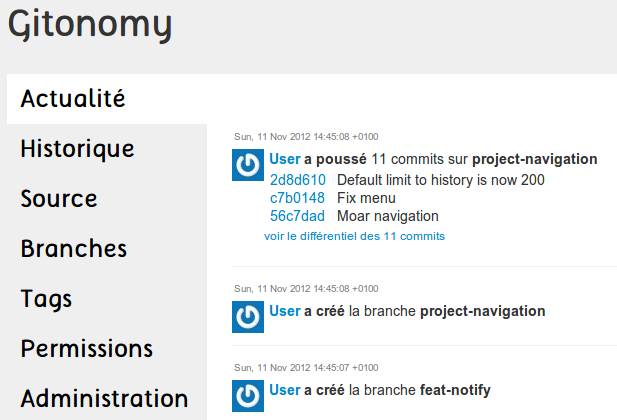 Gitonomy
Actualité
Historique
Source
Branches
Tags
Permissions
Administration
Sun, 11 Nov 2012 14:45:08 +0100
User a poussé 11 commits sur project-navigation
2d8d610 Default limit to history is now 200
c7b0148 Fix menu
56c7dad Moar navigation
voir le différentiel des 11 commits
Sun, 11 Nov 2012 14:45:08 +0100
User a créé la branche project-navigation
Sun, 11 Nov 2012 14:45:07 +0100
User a créé la branche feat-notify